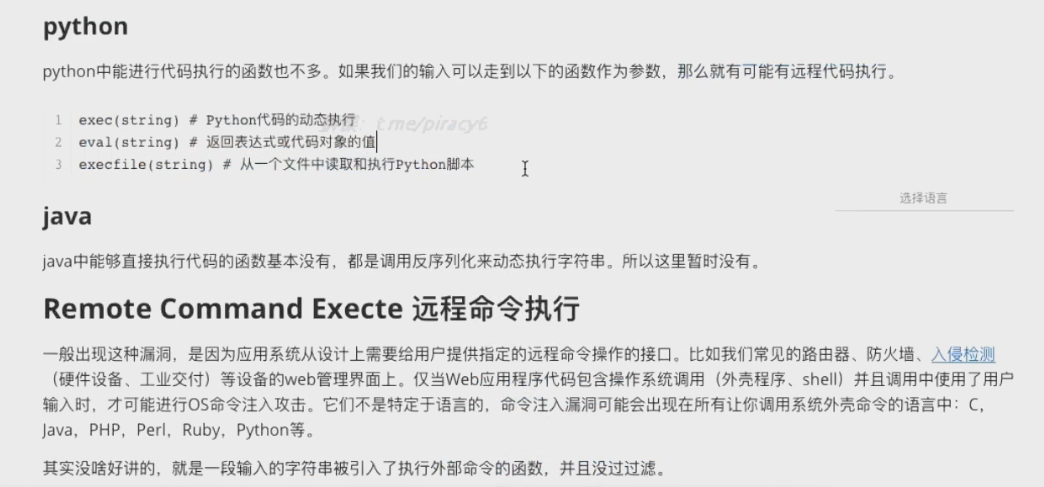 python
python中能进行代码执行的函数也不多。如果我们的输入可以走到以下的函数作为参数，那么就有可能有远程代码执行。
1 exec(string) # Python代码的动态执行
t.me/piracy6
2 eval(string) # 返回表达式或代码对象的值
3 execfile(string) # 从一个文件中读取和执行Python脚本
选择语言
java
java中能够直接执行代码的函数基本没有，都是调用反序列化来动态执行字符串。所以这里暂时没有。
Remote Command Execte 远程命令执行
一般出现这种漏洞，是因为应用系统从设计上需要给用户提供指定的远程命令操作的接口。比如我们常见的路由器、防火墙、入侵检测
（硬件设备、工业交付）等设备的web管理界面上。仅当Web应用程序代码包含操作系统调用（外壳程序、shell）并且调用中使用了用户
输入时，才可能进行OS命令注入攻击。它们不是特定于语言的，命令注入漏洞可能会出现在所有让你调用系统外壳命令的语言中：C，
Java，PHP，Perl，Ruby，Python等。
其实没啥好讲的，就是一段输入的字符串被引入了执行外部命令的函数，并且没过过滤。